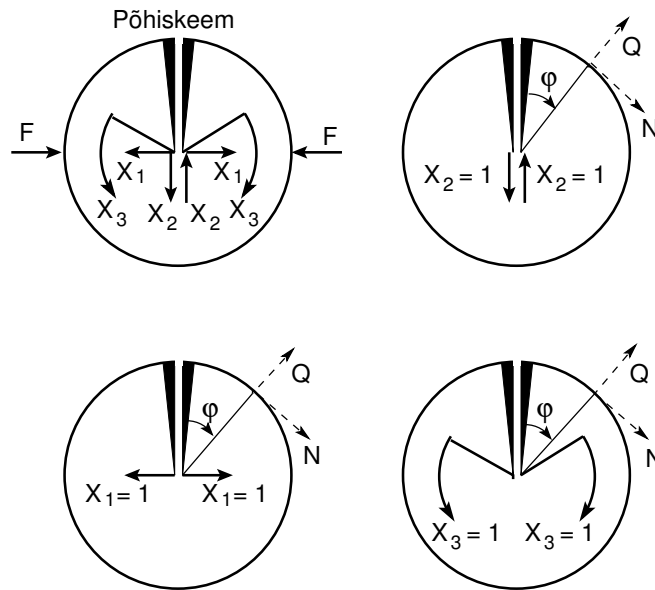 Põhiskeem
F
F
X1
X1
X3
X2
X2
X3
Q
φ
N
X2 = 1
X2 = 1
Q
φ
N
X1 = 1
X1 = 1
Q
φ
N
X3 = 1
X3 = 1